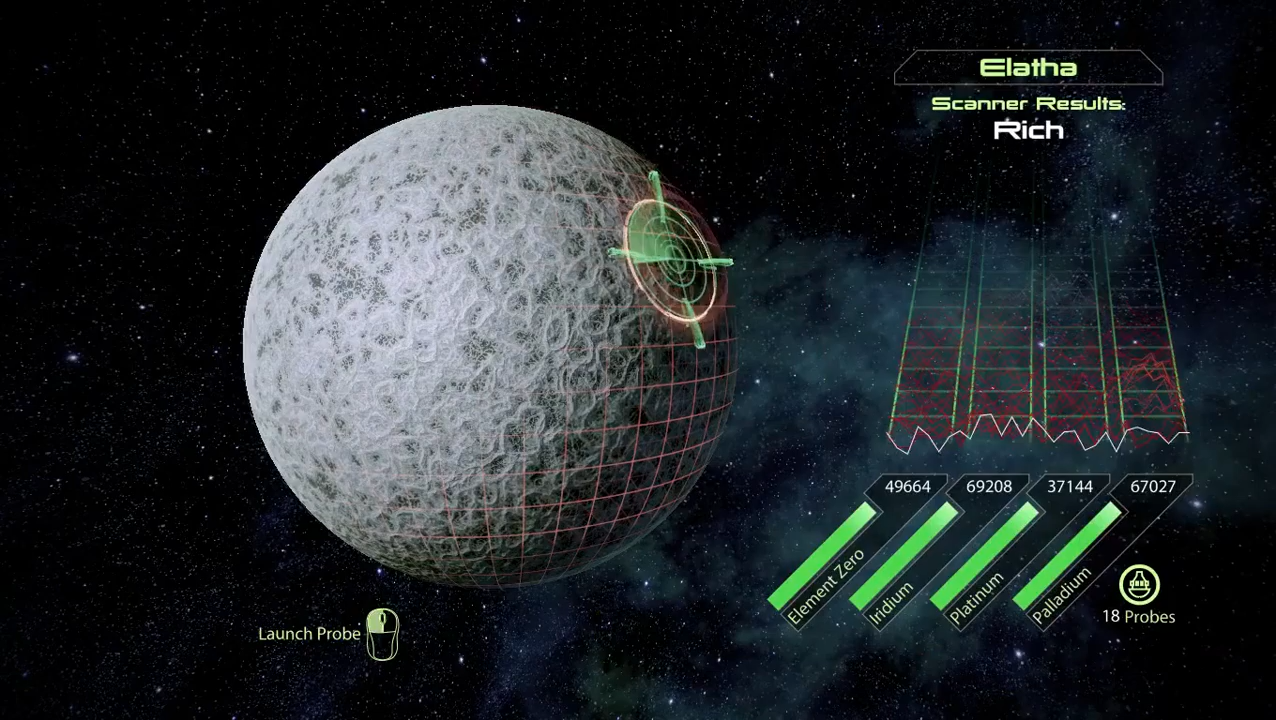 Elatha
Scanner Results:
Rich
49664 69208 37144 67027
Element Zero
Iridium
Platinum
Palladium
18 Probes
Launch Probe